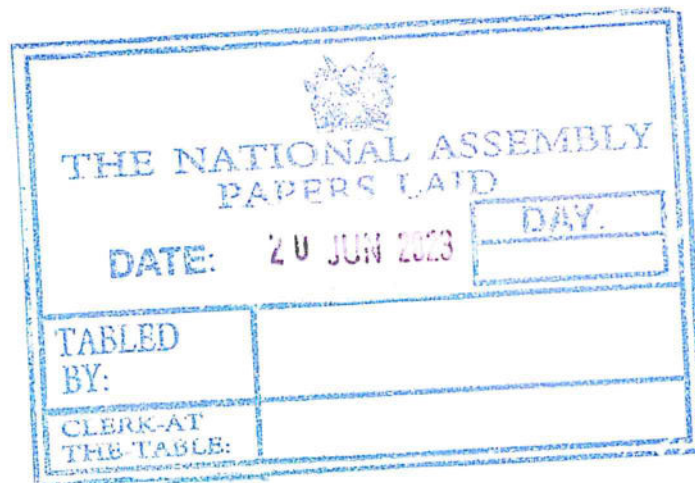 THE NATIONAL ASSEMBLY
PAPERS LAID
DATE: 20 JUN 2023 DAY.
TABLED
BY:
CLERK-AT
THE-TABLE: